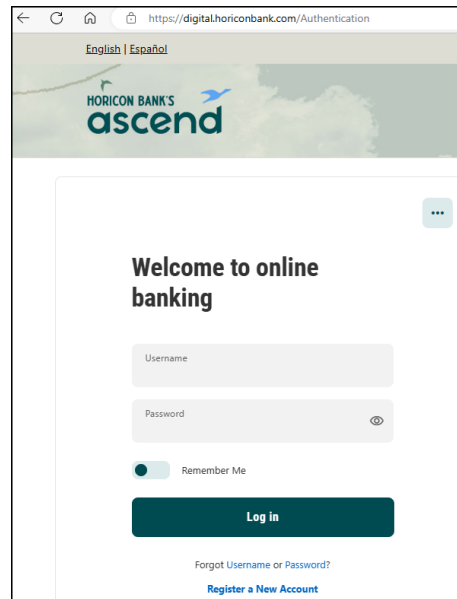 https://digital.horiconbank.com/Authentication
English | Español
HORICON BANK'S
ascend
Welcome to online
banking
Username
Password
Remember Me
Log in
Forgot Username or Password?
Register a New Account